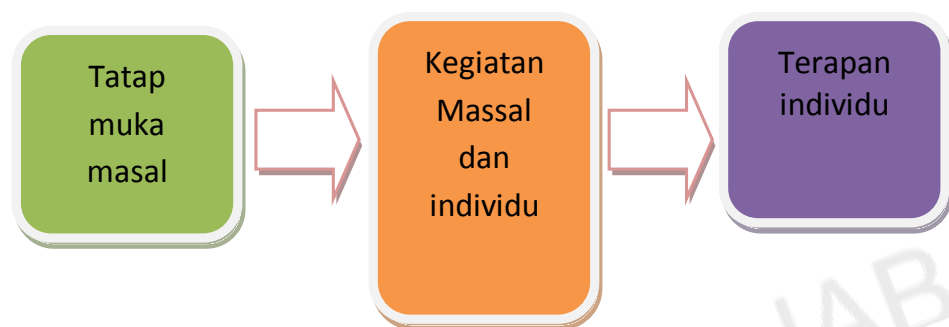 Tatap
muka
masal
Kegiatan
Massal
dan
individu
Terapan
individu